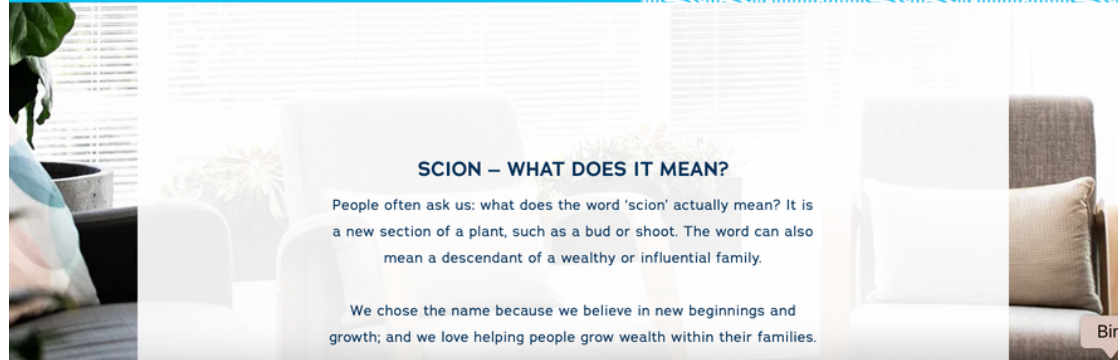 SCION – WHAT DOES IT MEAN?
People often ask us: what does the word ‘scion’ actually mean? It is
a new section of a plant, such as a bud or shoot. The word can also
mean a descendant of a wealthy or influential family.
We chose the name because we believe in new beginnings and
growth; and we love helping people grow wealth within their families.